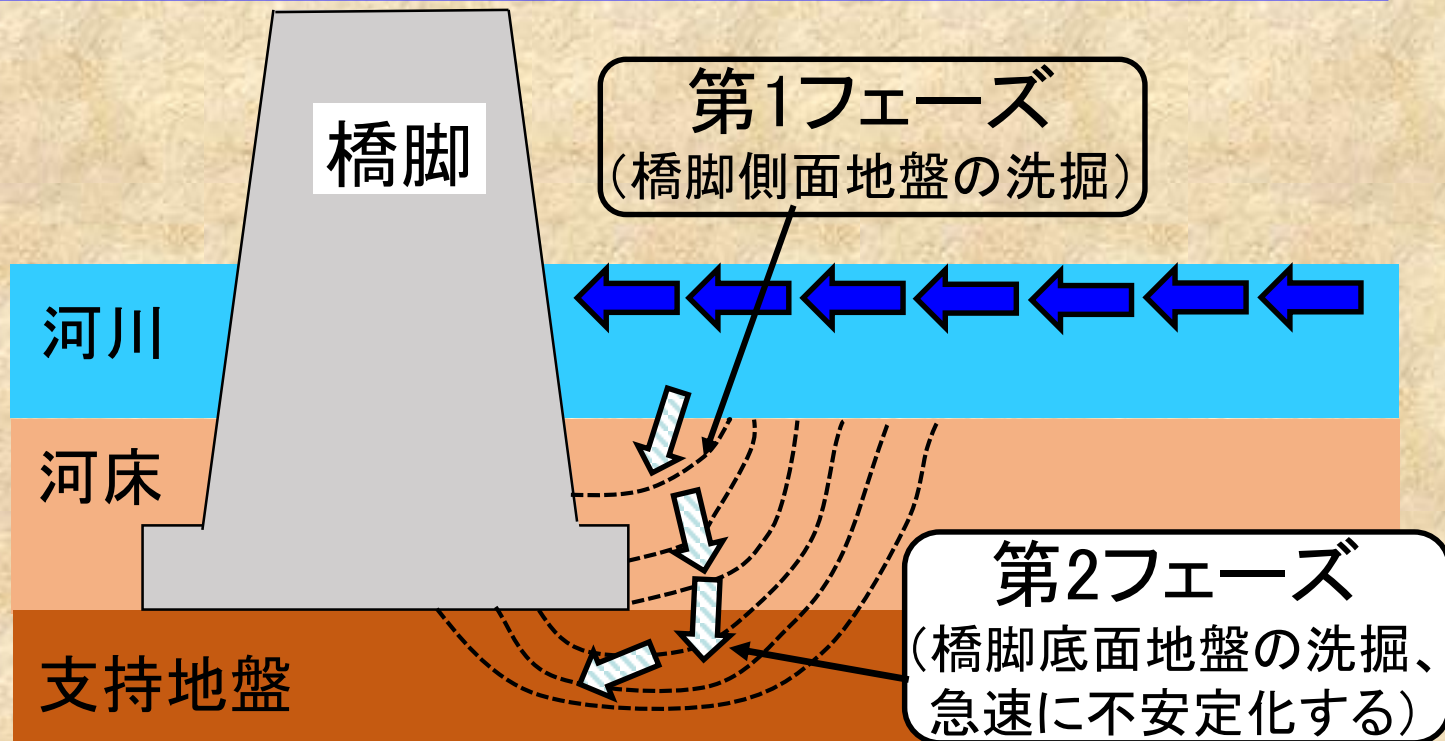 橋脚
第1フェーズ
（橋脚側面地盤の洗掘）
河川
河床
第2フェーズ
（橋脚底面地盤の洗掘、
急速に不安定化する）
支持地盤